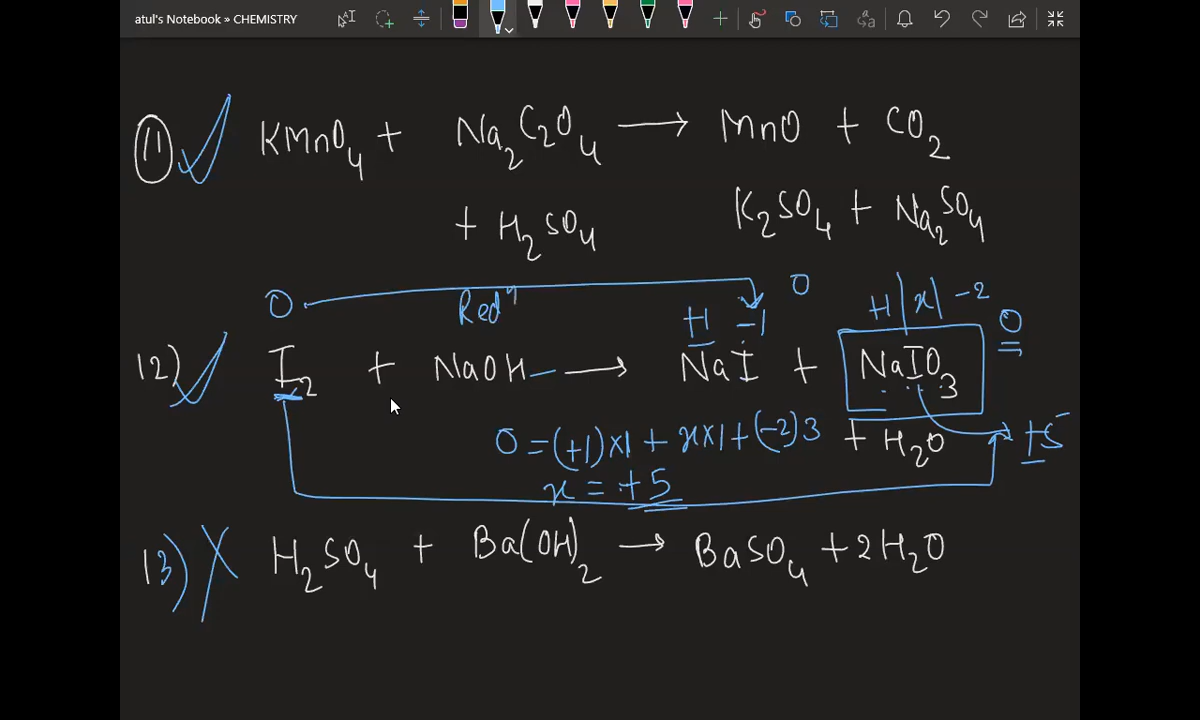 atul's Notebook » CHEMISTRY
11 KMnO₄ + Na₂C₂O₄ ⟶ MnO + CO₂
+ H₂SO₄ K₂SO₄ + Na₂SO₄
0 Redⁿ +1 -1 0 +1 | x | -2 0
12) I₂ + NaOH ⟶ NaI + NaIO₃
0 = (+1)×1 + x×1 + (-2)3 + H₂O +5
x = +5
13) X H₂SO₄ + Ba(OH)₂ → BaSO₄ + 2H₂O